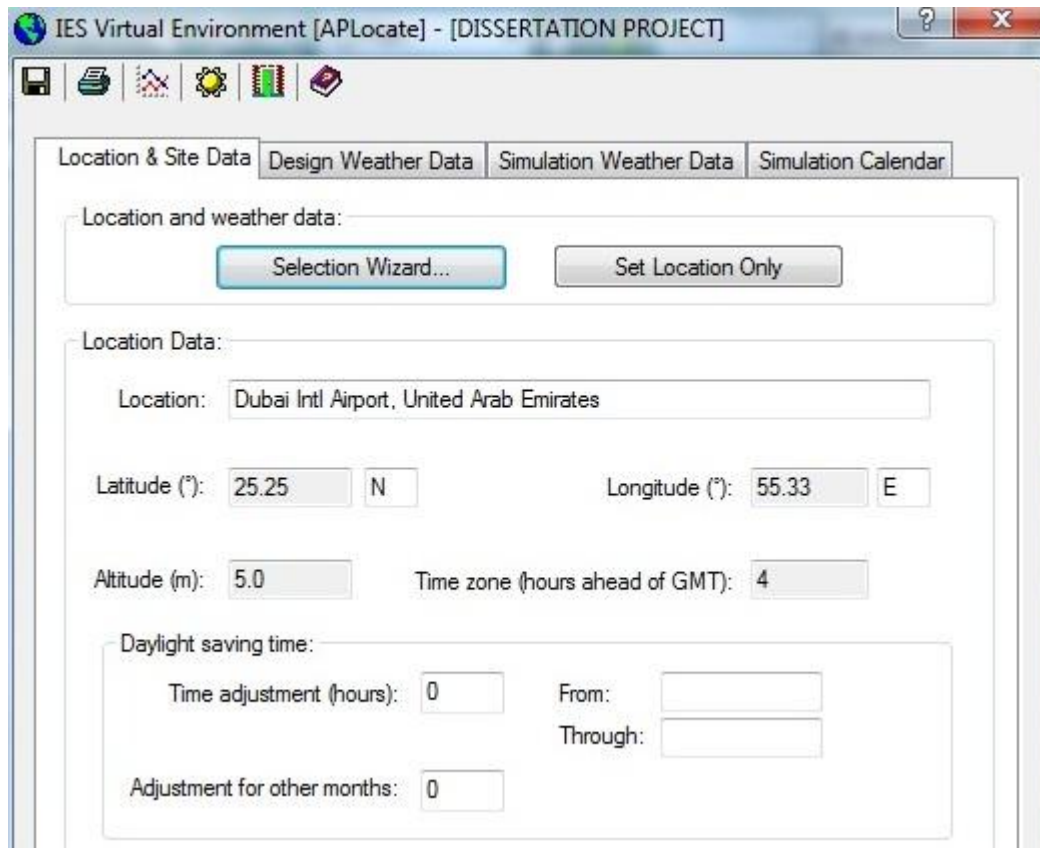 IES Virtual Environment [APLocate] - [DISSERTATION PROJECT]
Location & Site Data Design Weather Data Simulation Weather Data Simulation Calendar
Location and weather data:
Selection Wizard... Set Location Only
Location Data:
Location: Dubai Intl Airport, United Arab Emirates
Latitude (°): 25.25 N Longitude (°): 55.33 E
Altitude (m): 5.0 Time zone (hours ahead of GMT): 4
Daylight saving time:
Time adjustment (hours): 0 From:
Through:
Adjustment for other months: 0